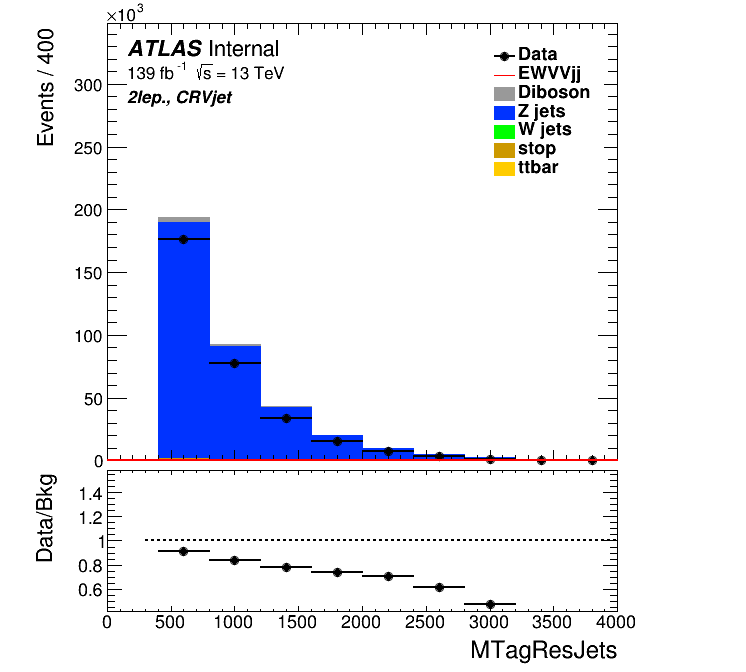 ×10³
Events / 400
300
250
200
150
100
50
0
ATLAS Internal
139 fb⁻¹ √s = 13 TeV
2lep., CRVjet
Data
EWVVjj
Diboson
Z jets
W jets
stop
ttbar
Data/Bkg
1.4
1.2
1
0.8
0.6
0 500 1000 1500 2000 2500 3000 3500 4000
MTagResJets